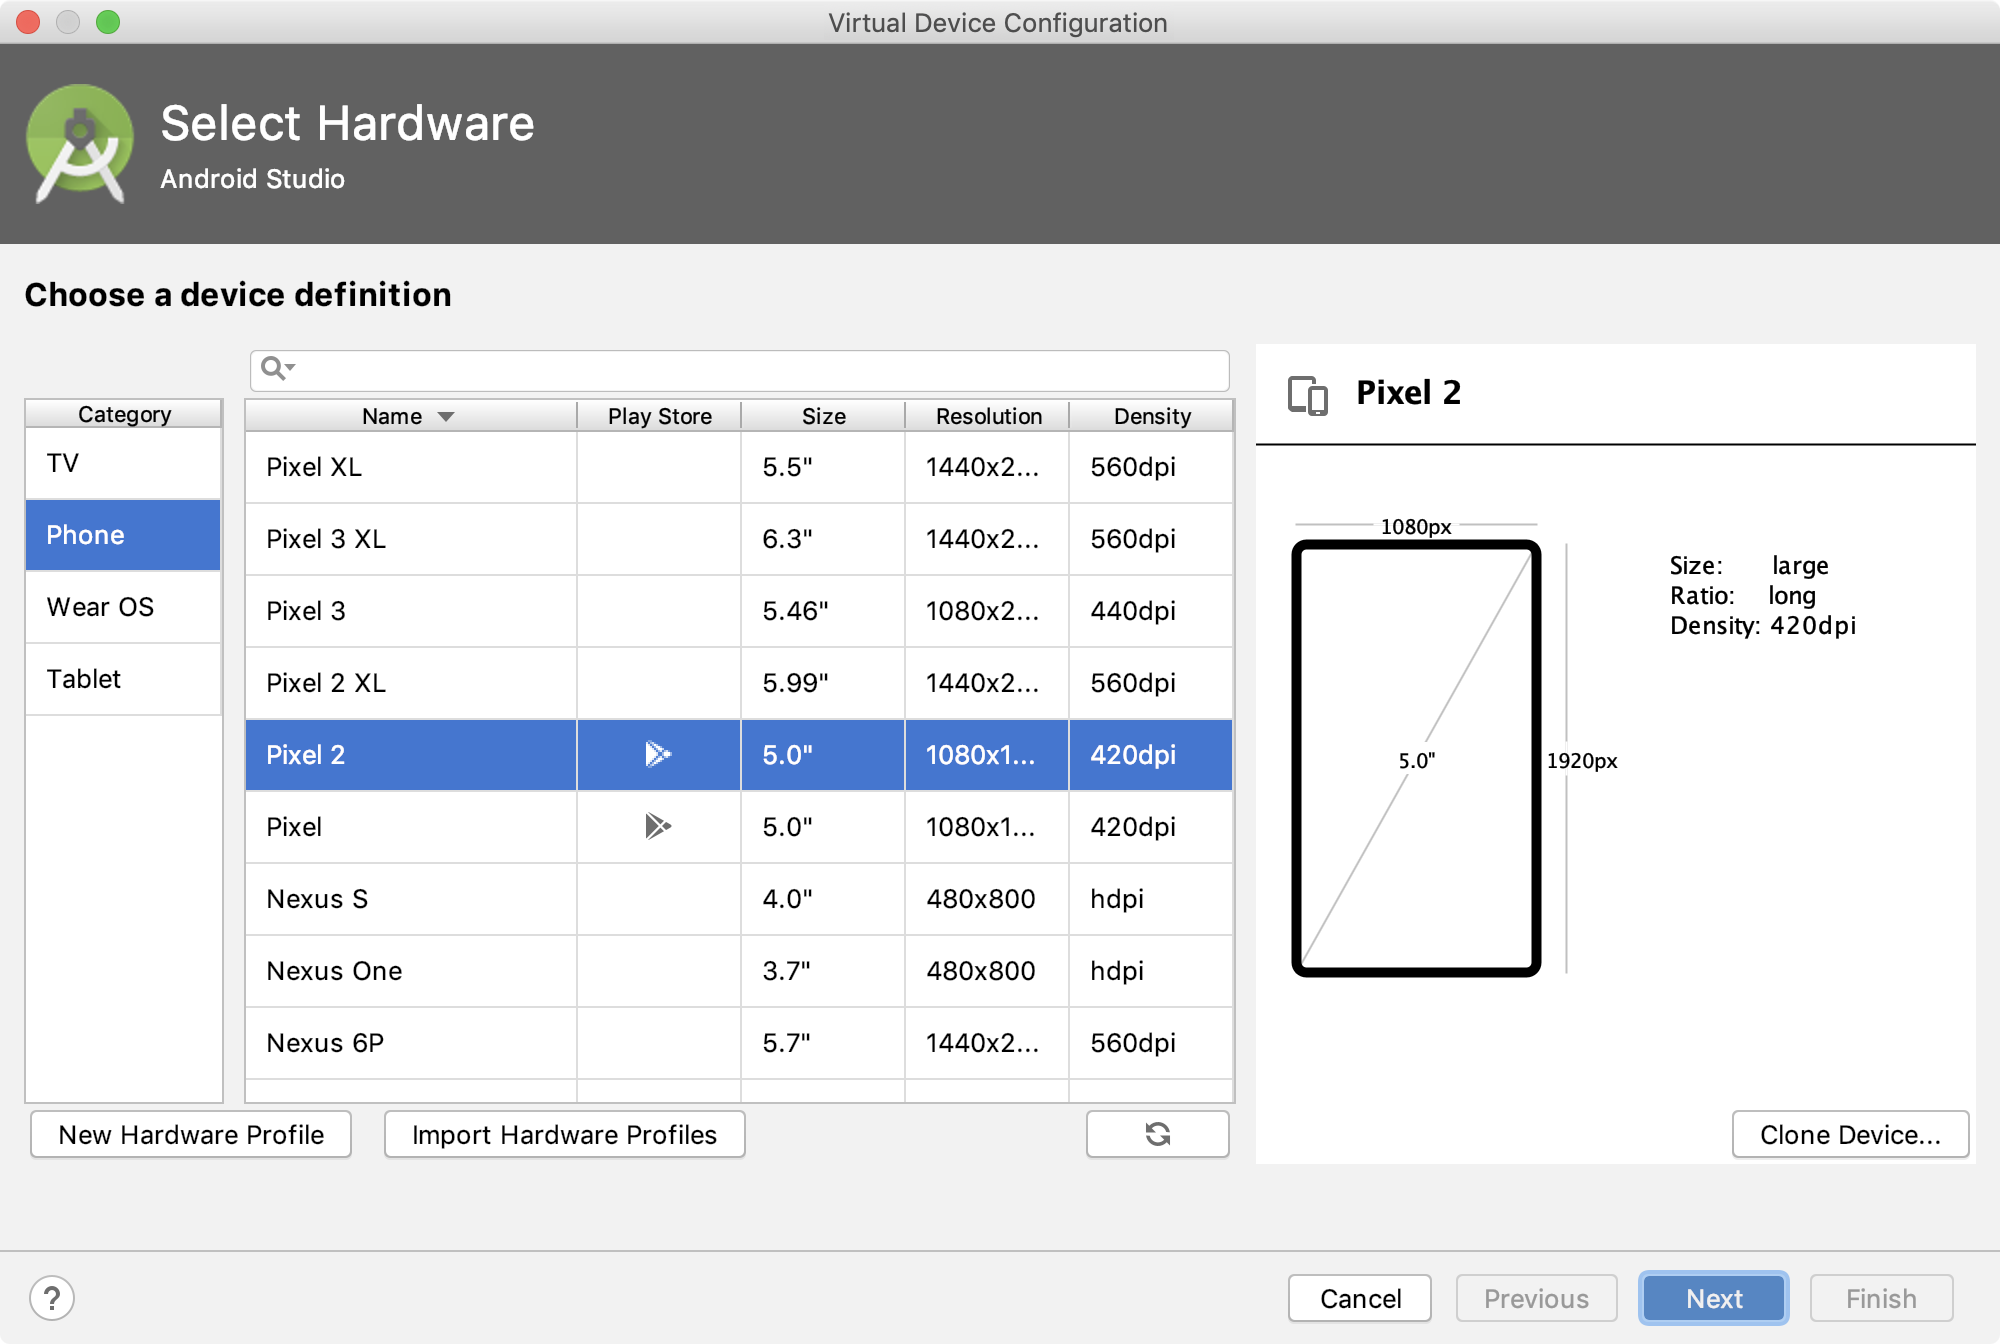 Virtual Device Configuration
Select Hardware
Android Studio
Choose a device definition
Category
TV
Phone
Wear OS
Tablet
Name Play Store Size Resolution Density
Pixel XL 5.5" 1440x2... 560dpi
Pixel 3 XL 6.3" 1440x2... 560dpi
Pixel 3 5.46" 1080x2... 440dpi
Pixel 2 XL 5.99" 1440x2... 560dpi
Pixel 2 5.0" 1080x1... 420dpi
Pixel 5.0" 1080x1... 420dpi
Nexus S 4.0" 480x800 hdpi
Nexus One 3.7" 480x800 hdpi
Nexus 6P 5.7" 1440x2... 560dpi
New Hardware Profile
Import Hardware Profiles
Pixel 2
1080px
5.0"
1920px
Size: large
Ratio: long
Density: 420dpi
Clone Device...
?
Cancel
Previous
Next
Finish